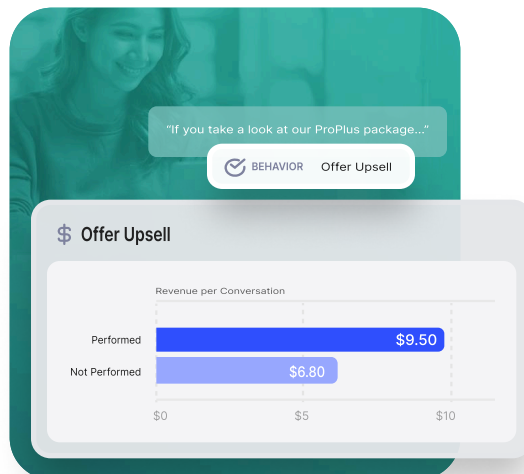 “If you take a look at our ProPlus package...”
BEHAVIOR Offer Upsell
$ Offer Upsell
Revenue per Conversation
Performed $9.50
Not Performed $6.80
$0 $5 $10